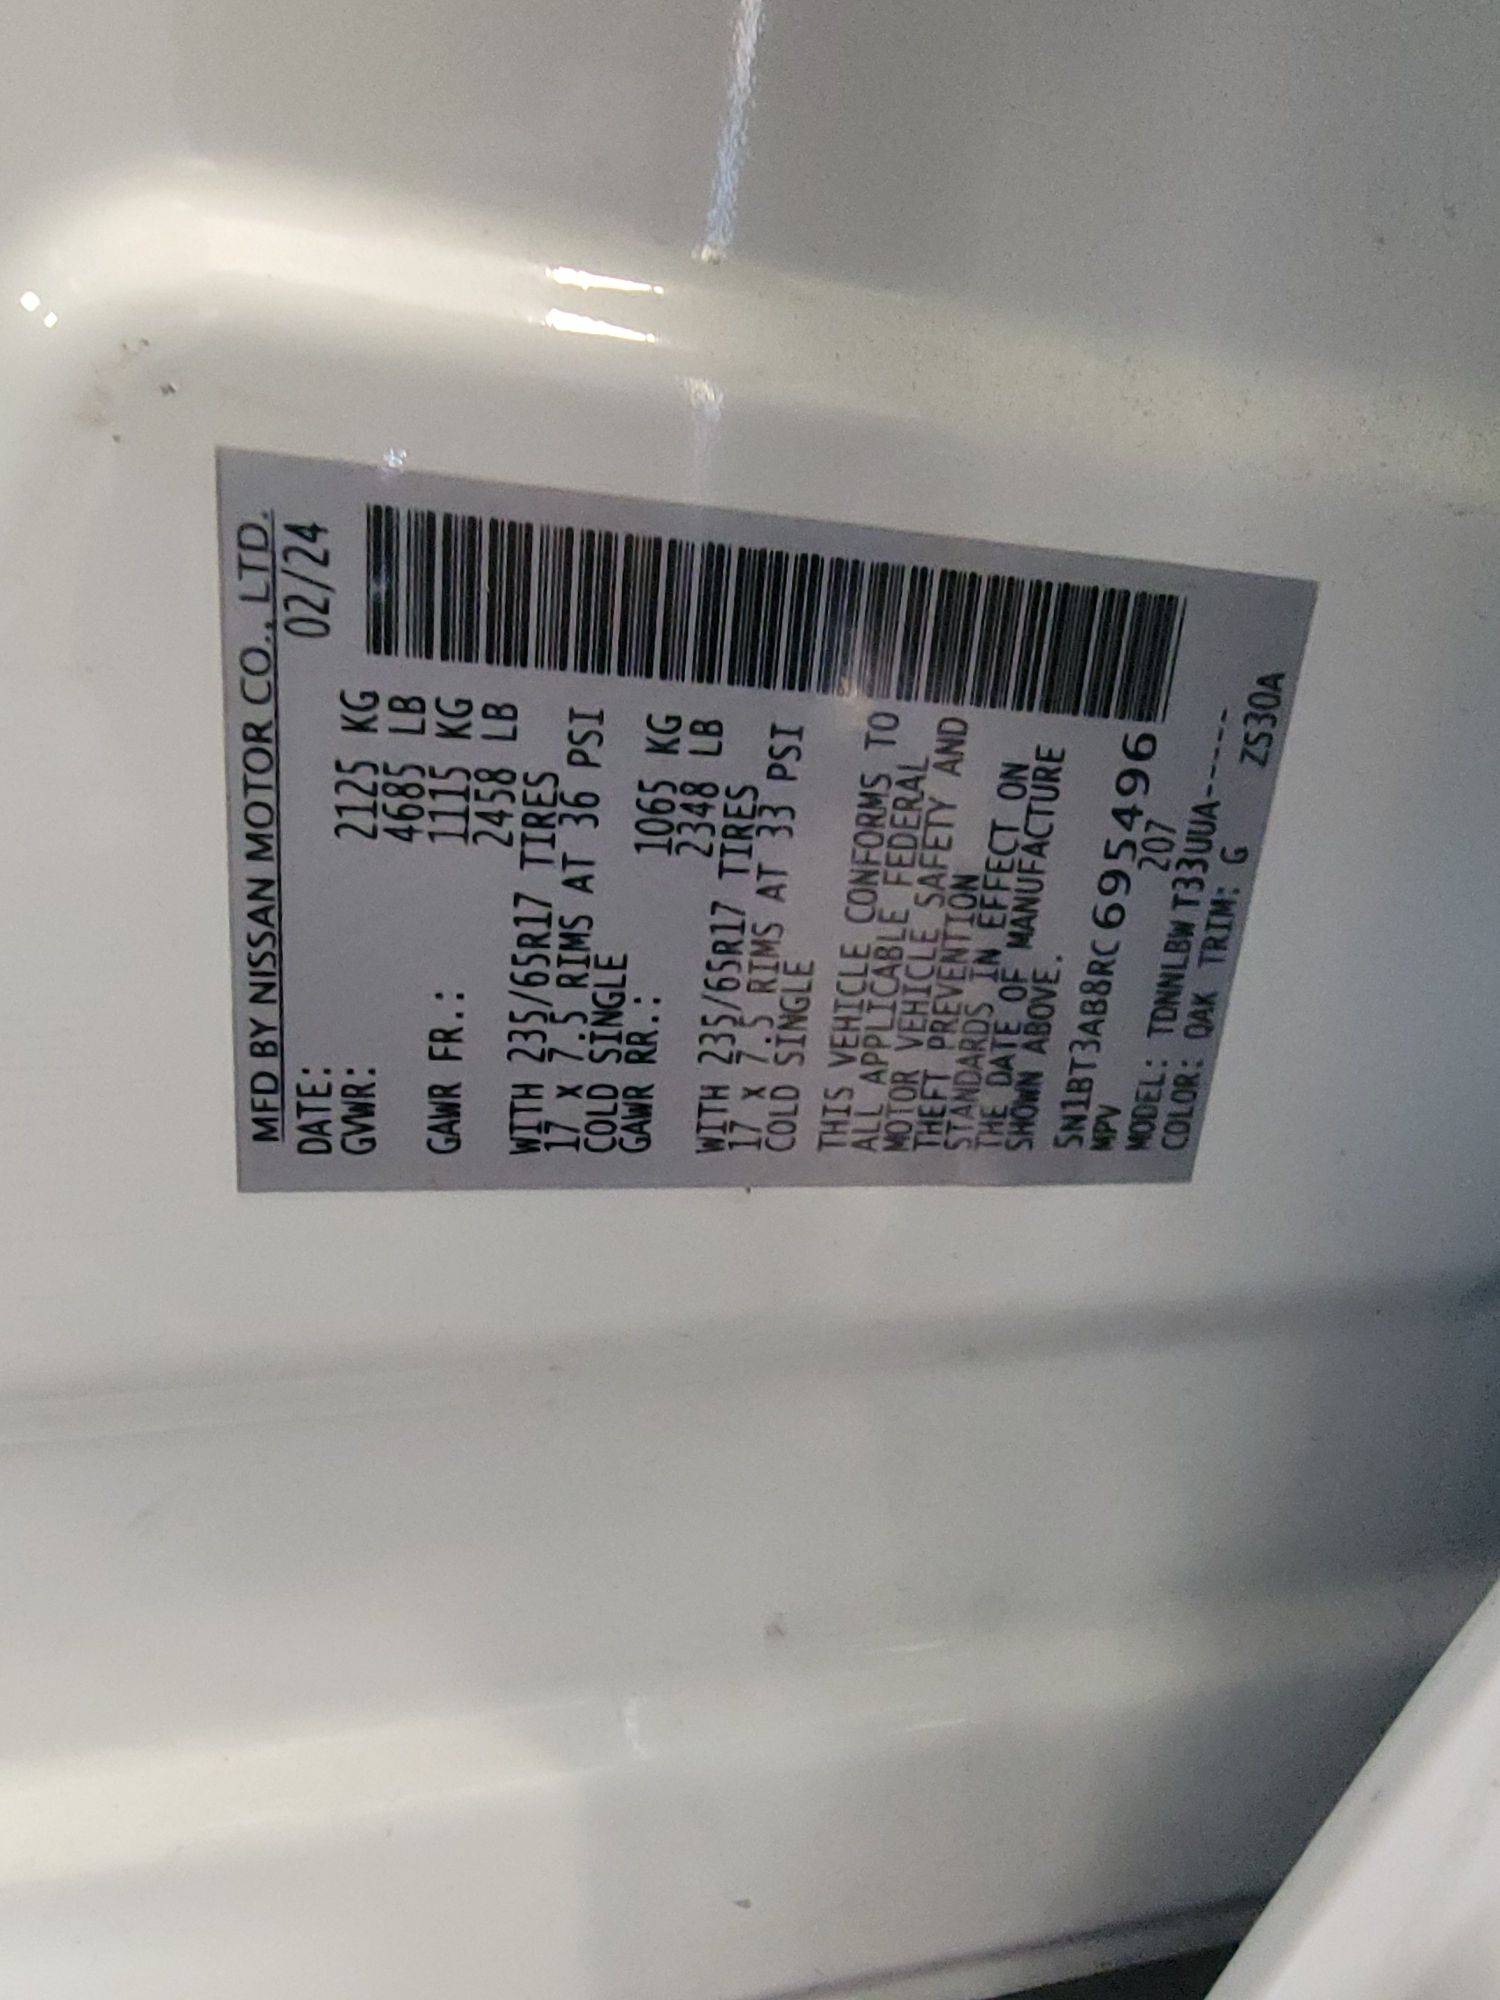 MFD BY NISSAN MOTOR CO., LTD.
DATE: 02/24
GVWR: 2125 KG
4685 LB
GAWR FR.: 1115 KG
2458 LB
WITH 235/65R17 TIRES
17 X 7.5 RIMS AT 36 PSI
COLD SINGLE
GAWR RR.: 1065 KG
2348 LB
WITH 235/65R17 TIRES
17 X 7.5 RIMS AT 33 PSI
COLD SINGLE
THIS VEHICLE CONFORMS TO
ALL APPLICABLE FEDERAL
MOTOR VEHICLE SAFETY AND
THEFT PREVENTION
STANDARDS IN EFFECT ON
THE DATE OF MANUFACTURE
SHOWN ABOVE.
5N1BT3AB8RC695496
MPV 207
MODEL: TDNNLBWT33UUA-----
COLOR: QAK TRIM: G Z530A